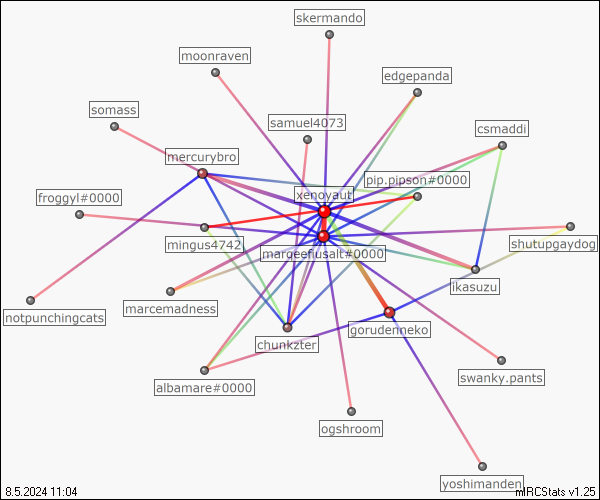 skermando
moonraven
edgepanda
somass
samuel4073
csmaddi
mercurybro
pip.pipson#0000
froggyl#0000
xenoyaut
mingus4742
shutupgaydog
margeefusalt#0000
ikasuzu
marcemadness
notpunchingcats
gorudenneko
chunkzter
swanky.pants
albamare#0000
ogshroom
yoshimanden
8.5.2024 11:04
mIRCStats v1.25